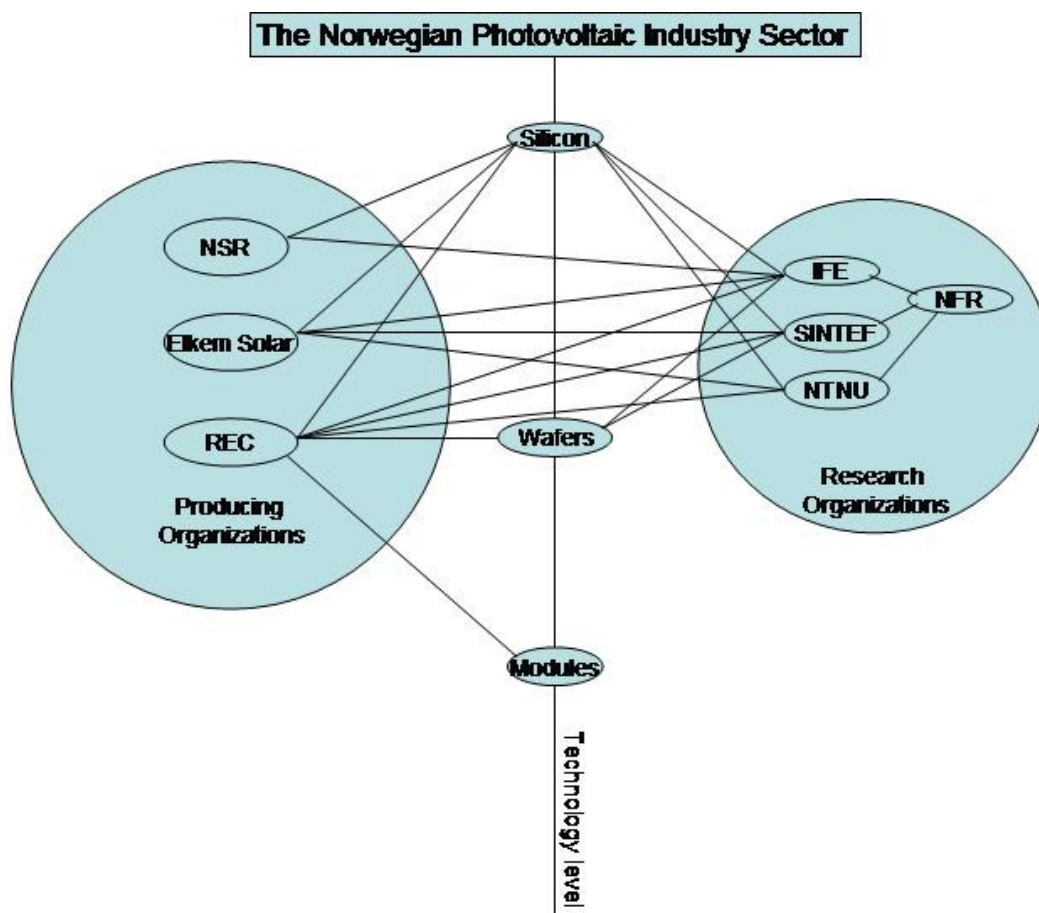 The Norwegian Photovoltaic Industry Sector
Silicon
NSR
IFE
NFR
Elkem Solar
SINTEF
NTNU
REC
Wafers
Producing
Organizations
Research
Organizations
Modules
Technology level